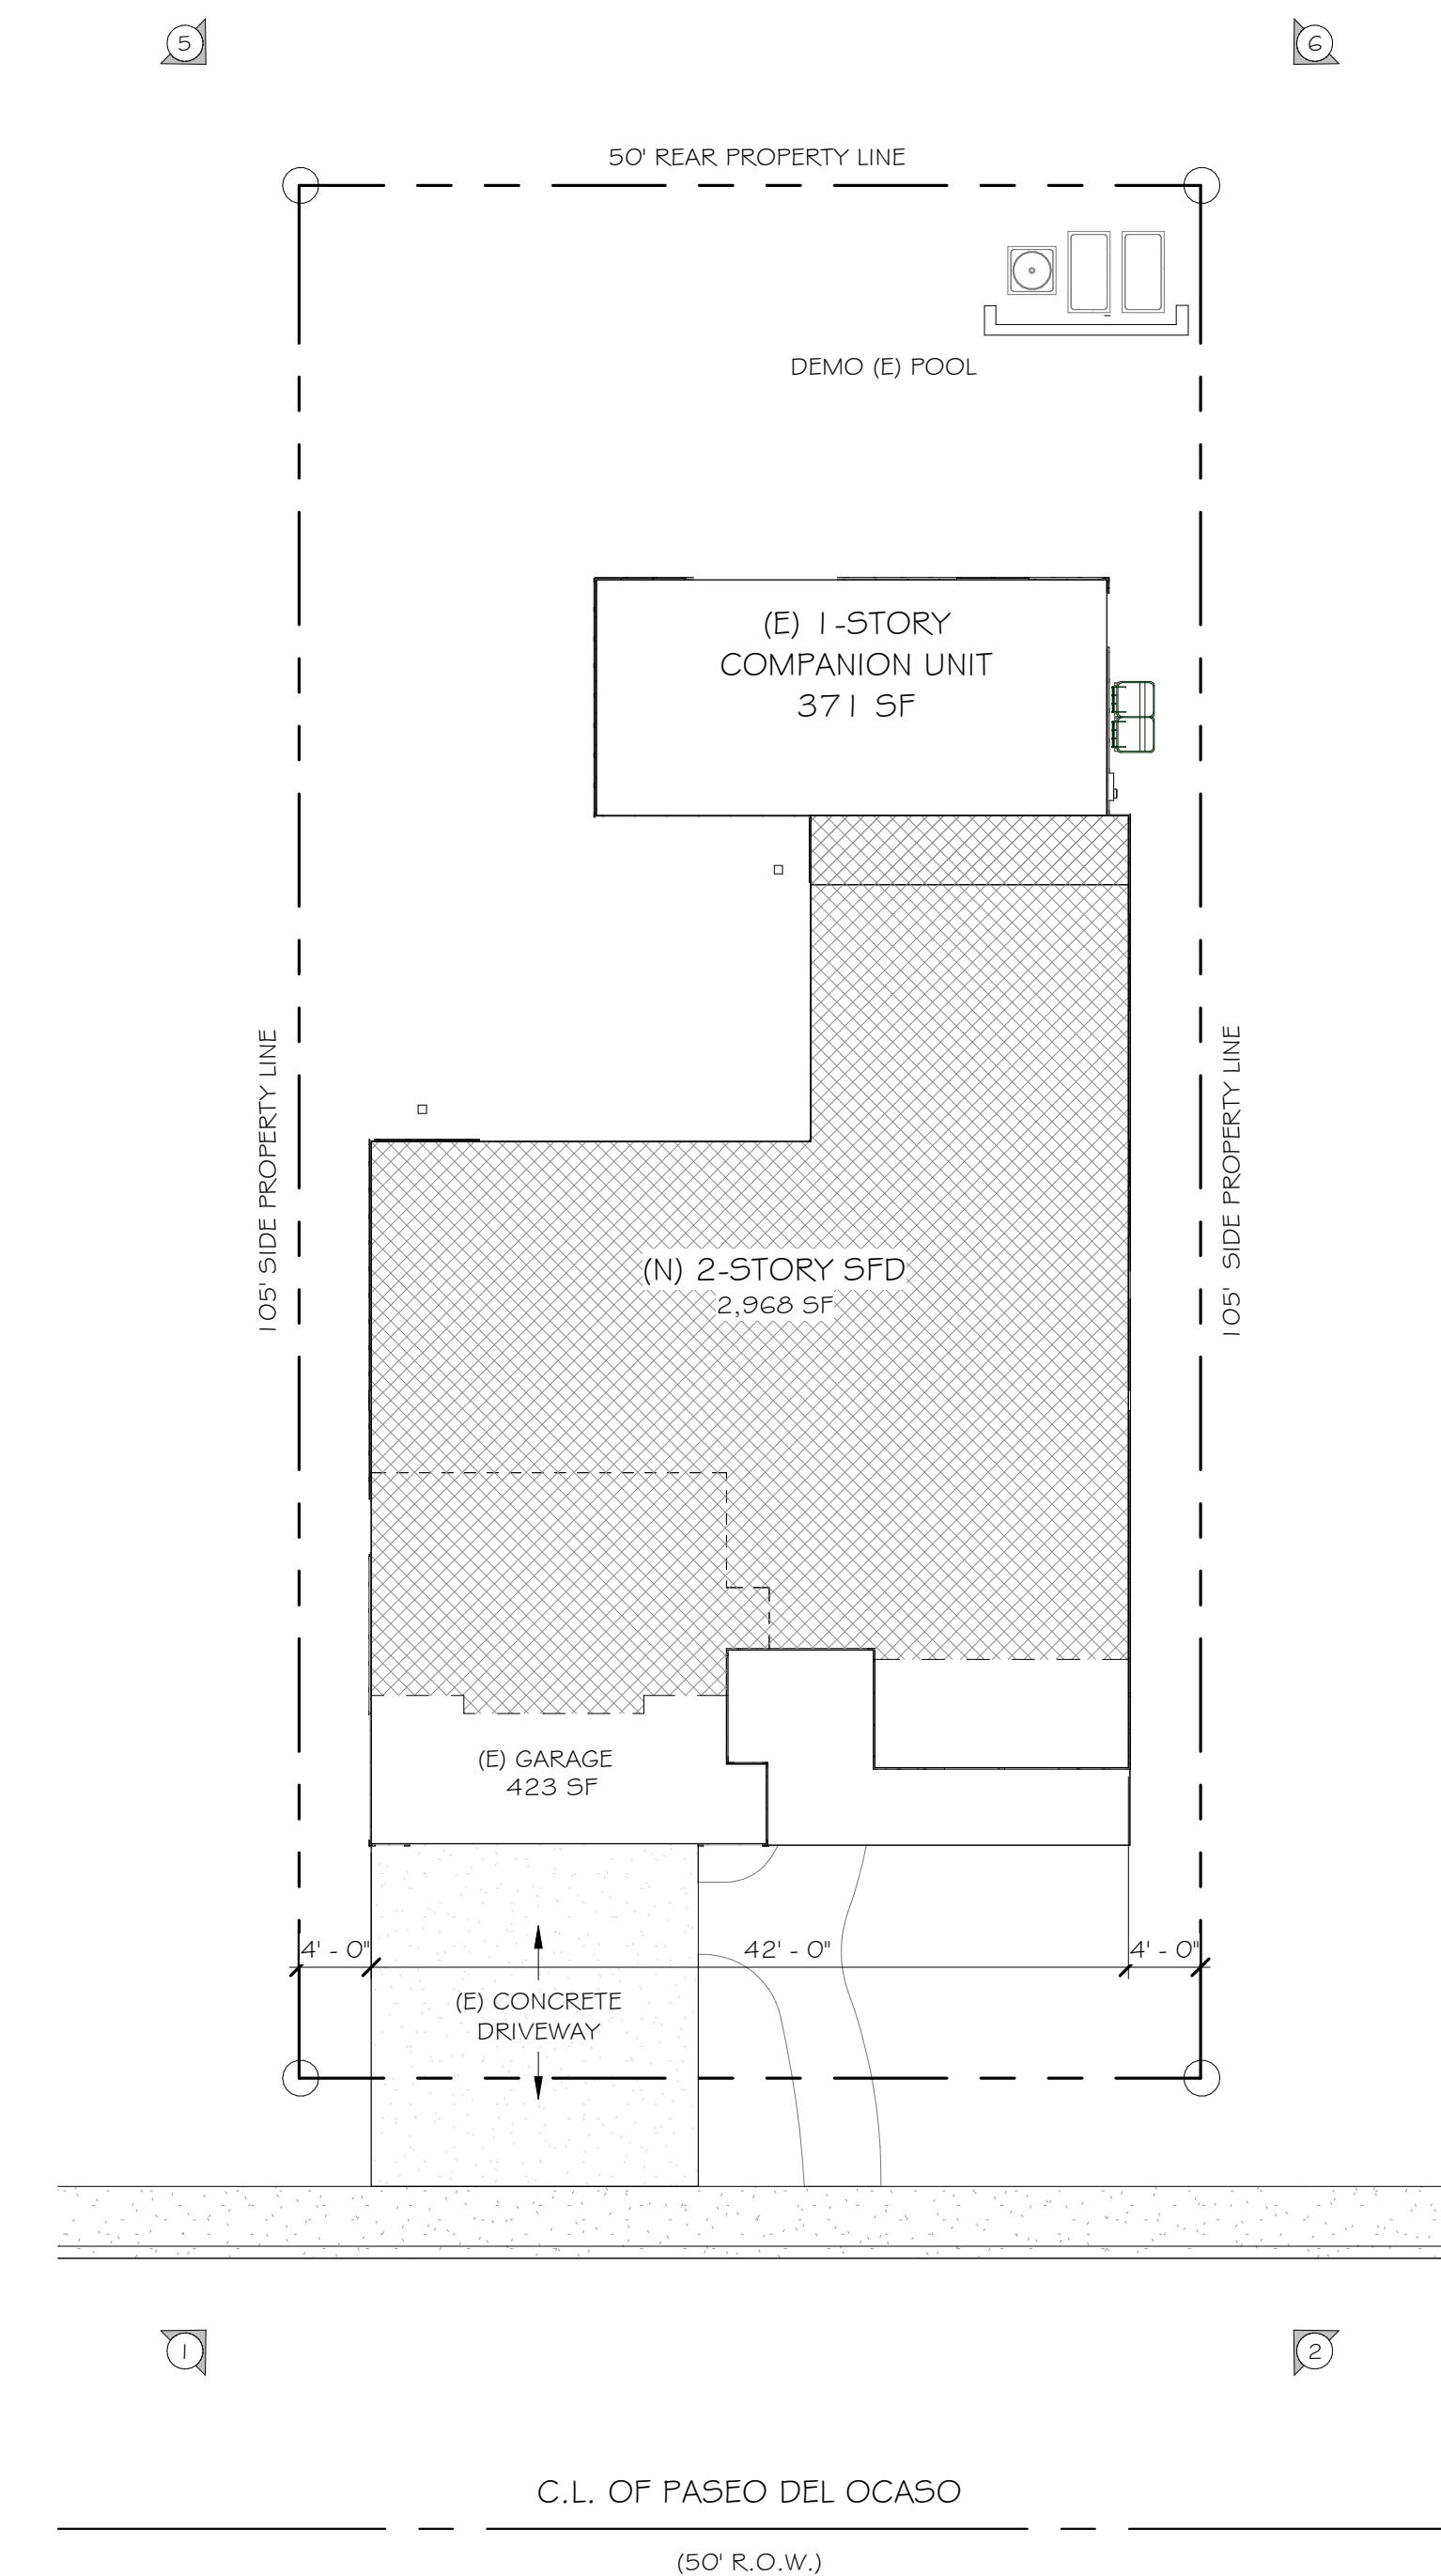 5
6
50' REAR PROPERTY LINE
DEMO (E) POOL
(E) 1-STORY
COMPANION UNIT
371 SF
105' SIDE PROPERTY LINE
105' SIDE PROPERTY LINE
(N) 2-STORY SFD
2,968 SF
(E) GARAGE
423 SF
4' - 0"
42' - 0"
4' - 0"
(E) CONCRETE
DRIVEWAY
1
2
C.L. OF PASEO DEL OCASO
(50' R.O.W.)